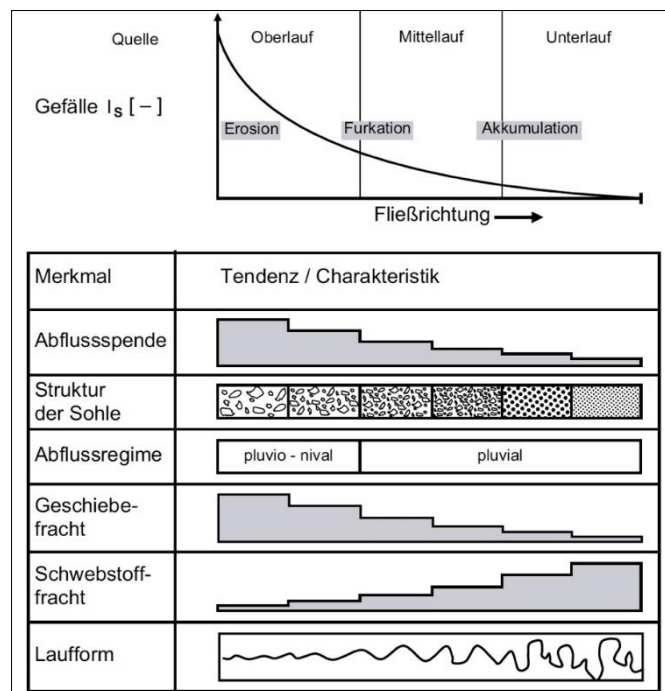 Quelle
Oberlauf
Mittellauf
Unterlauf
Gefälle I s [ – ]
Erosion
Furkation
Akkumulation
Fließrichtung
Merkmal
Tendenz / Charakteristik
Abflussspende
Struktur
der Sohle
Abflussregime
pluvio - nival
pluvial
Geschiebe-
fracht
Schwebstoff-
fracht
Laufform